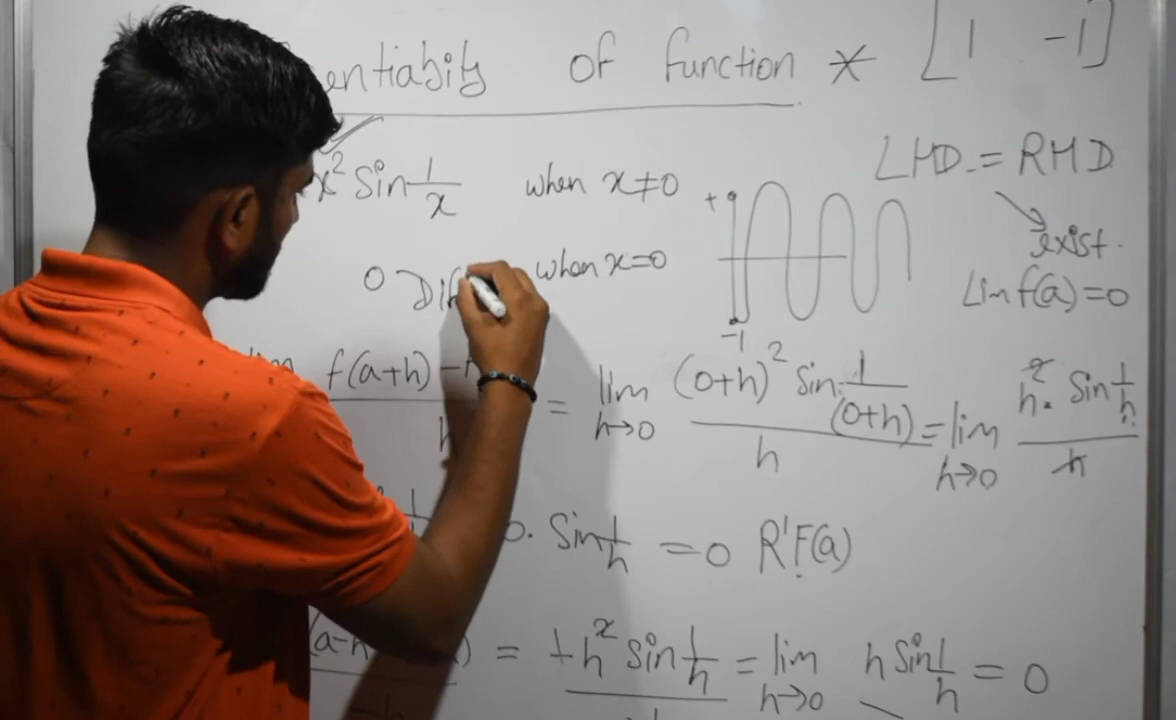 entiabity of function * [1 -1]
x² Sin 1/x when x≠0
LHD = RHD
+
exist.
0 Dif when x=0
Lim f(a)=0
-1
f(a+h) - = lim h→0 (0+h)² Sin 1/(0+h) / h = lim h→0 h² Sin 1/h / h
0. Sin 1/h = 0 R'F(a)
(a-h ) = +h² Sin 1/h = lim h→0 h Sin 1/h = 0